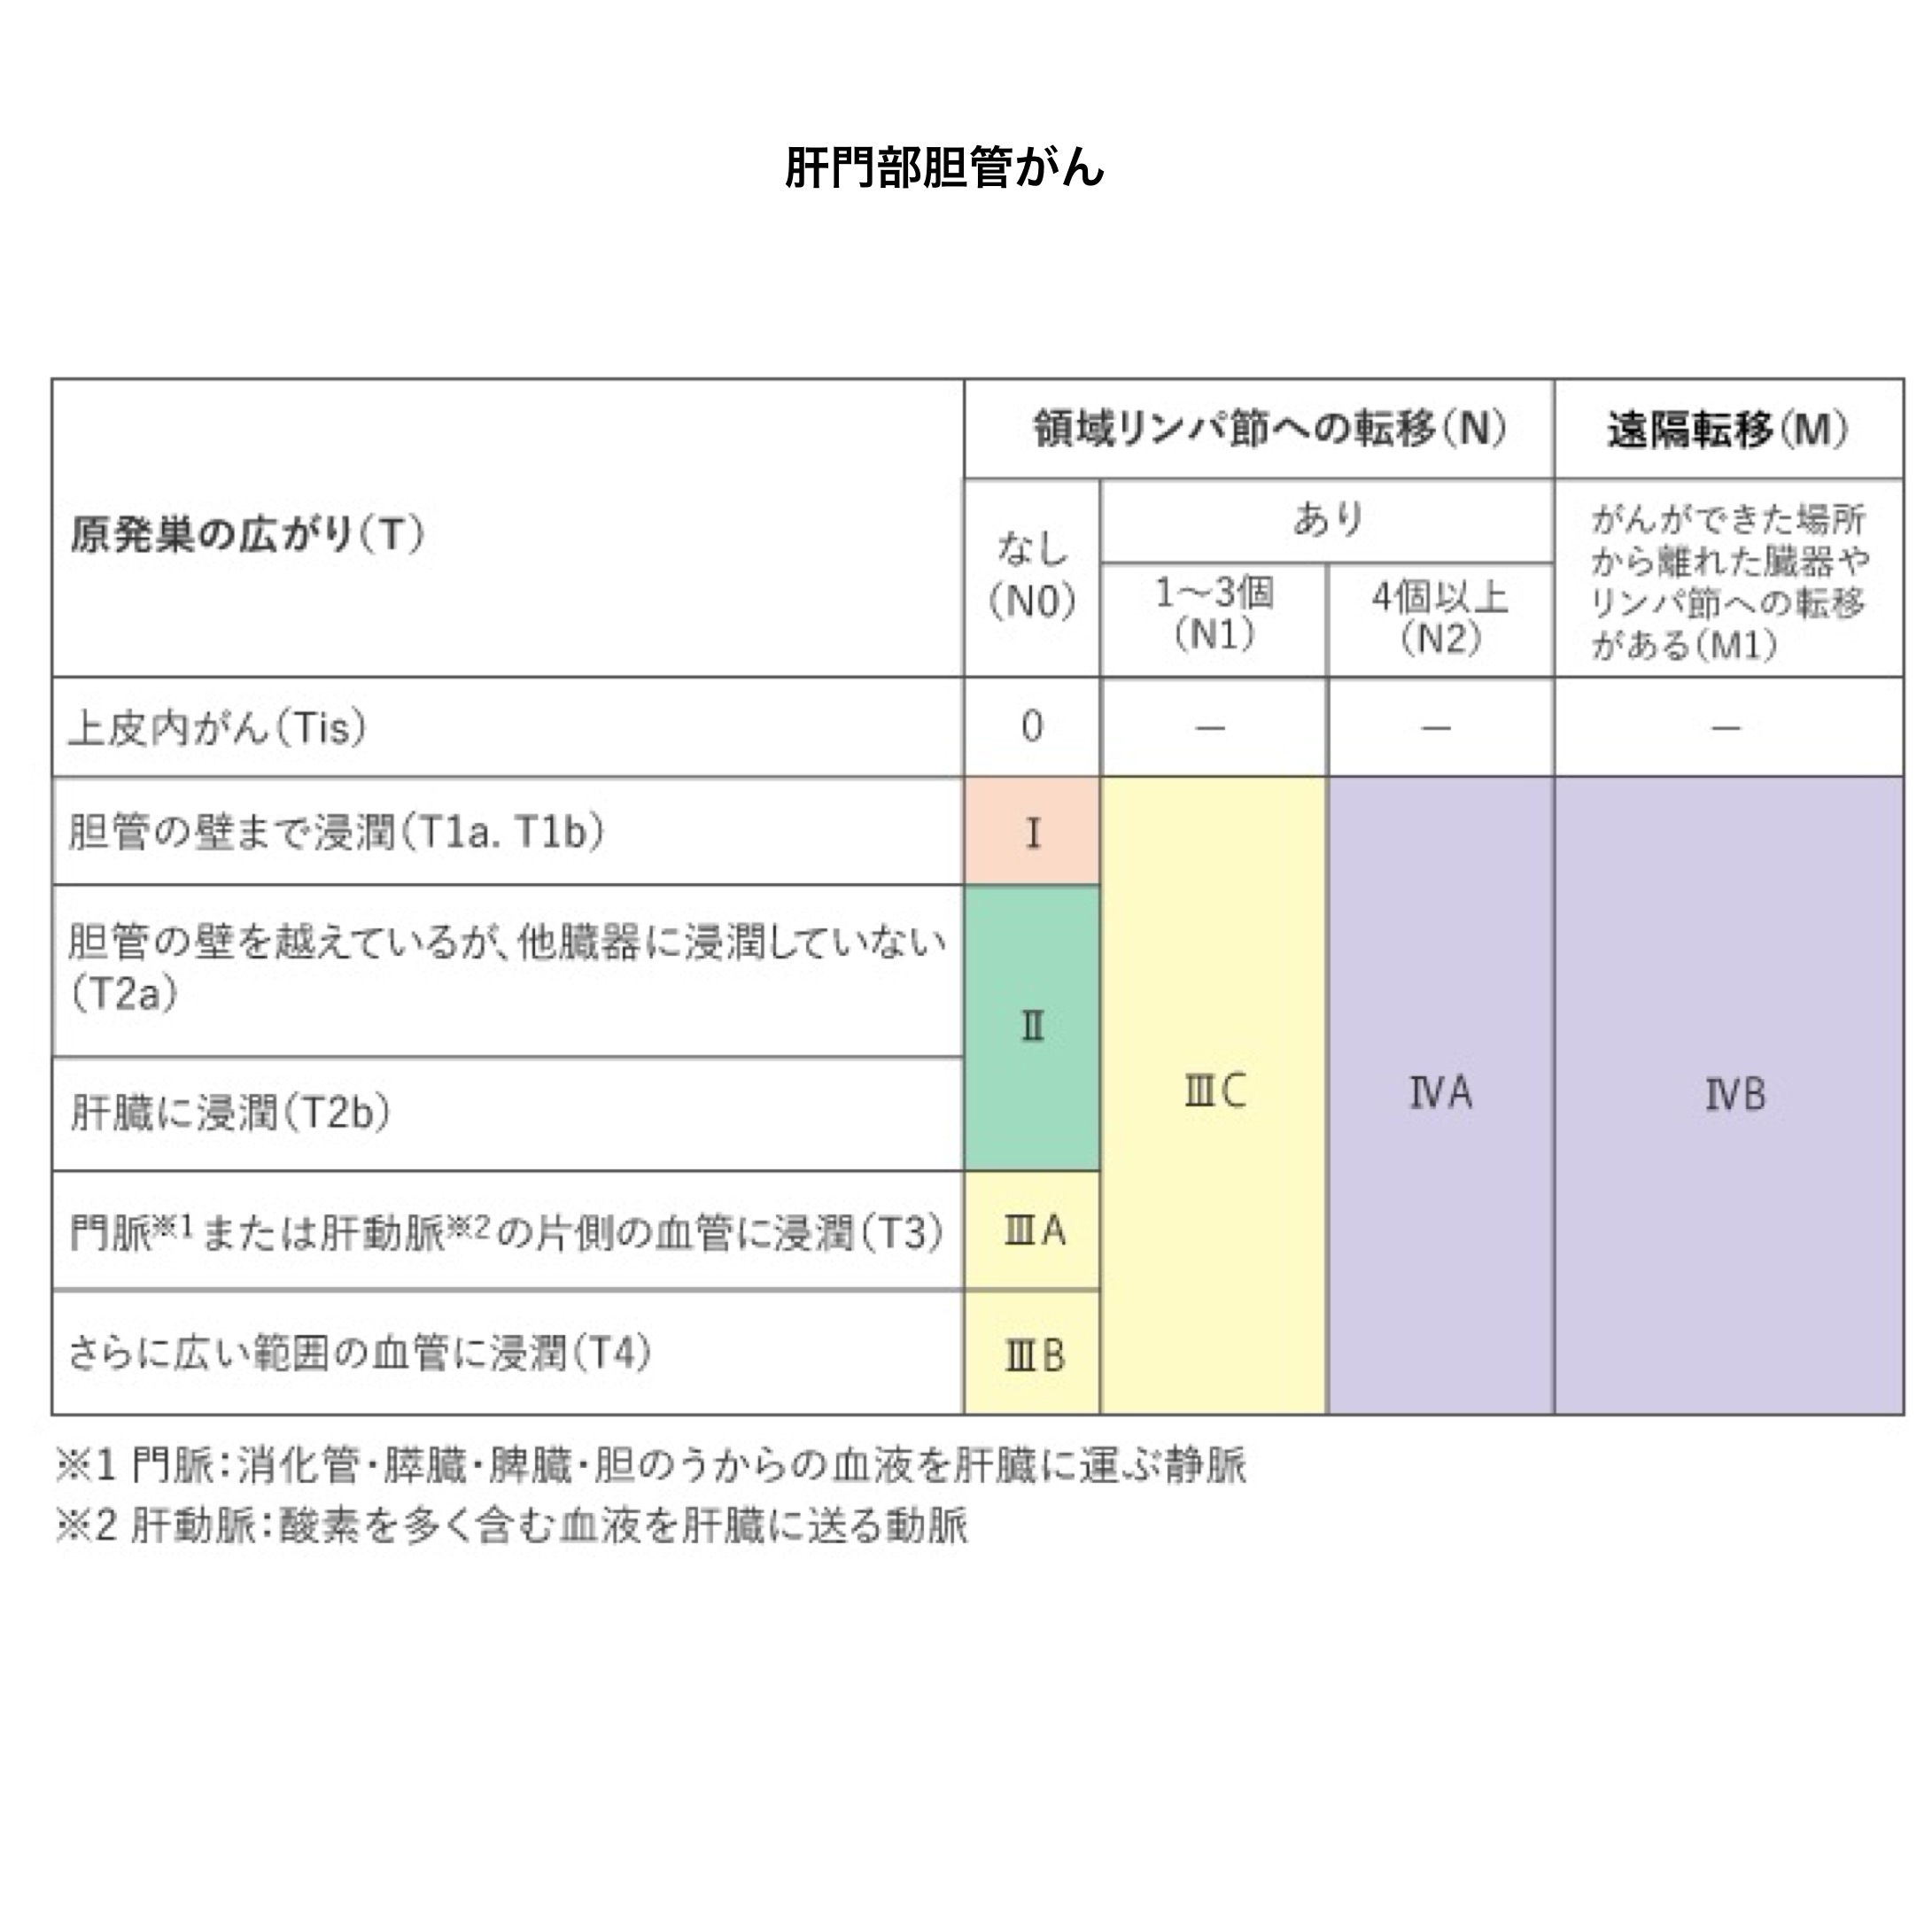 肝門部胆管がん
原発巣の広がり(T)
領域リンパ節への転移(N)
遠隔転移(M)
なし
(N0)
あり
1〜3個
(N1)
4個以上
(N2)
がんができた場所
から離れた臓器や
リンパ節への転移
がある(M1)
上皮内がん(Tis)
0
—
—
—
胆管の壁まで浸潤(T1a. T1b)
Ⅰ
胆管の壁を越えているが、他臓器に浸潤していない
(T2a)
Ⅱ
肝臓に浸潤(T2b)
ⅢC
ⅣA
ⅣB
門脈※1または肝動脈※2の片側の血管に浸潤(T3)
ⅢA
さらに広い範囲の血管に浸潤(T4)
ⅢB
※1 門脈：消化管・膵臓・脾臓・胆のうからの血液を肝臓に運ぶ静脈
※2 肝動脈：酸素を多く含む血液を肝臓に送る動脈